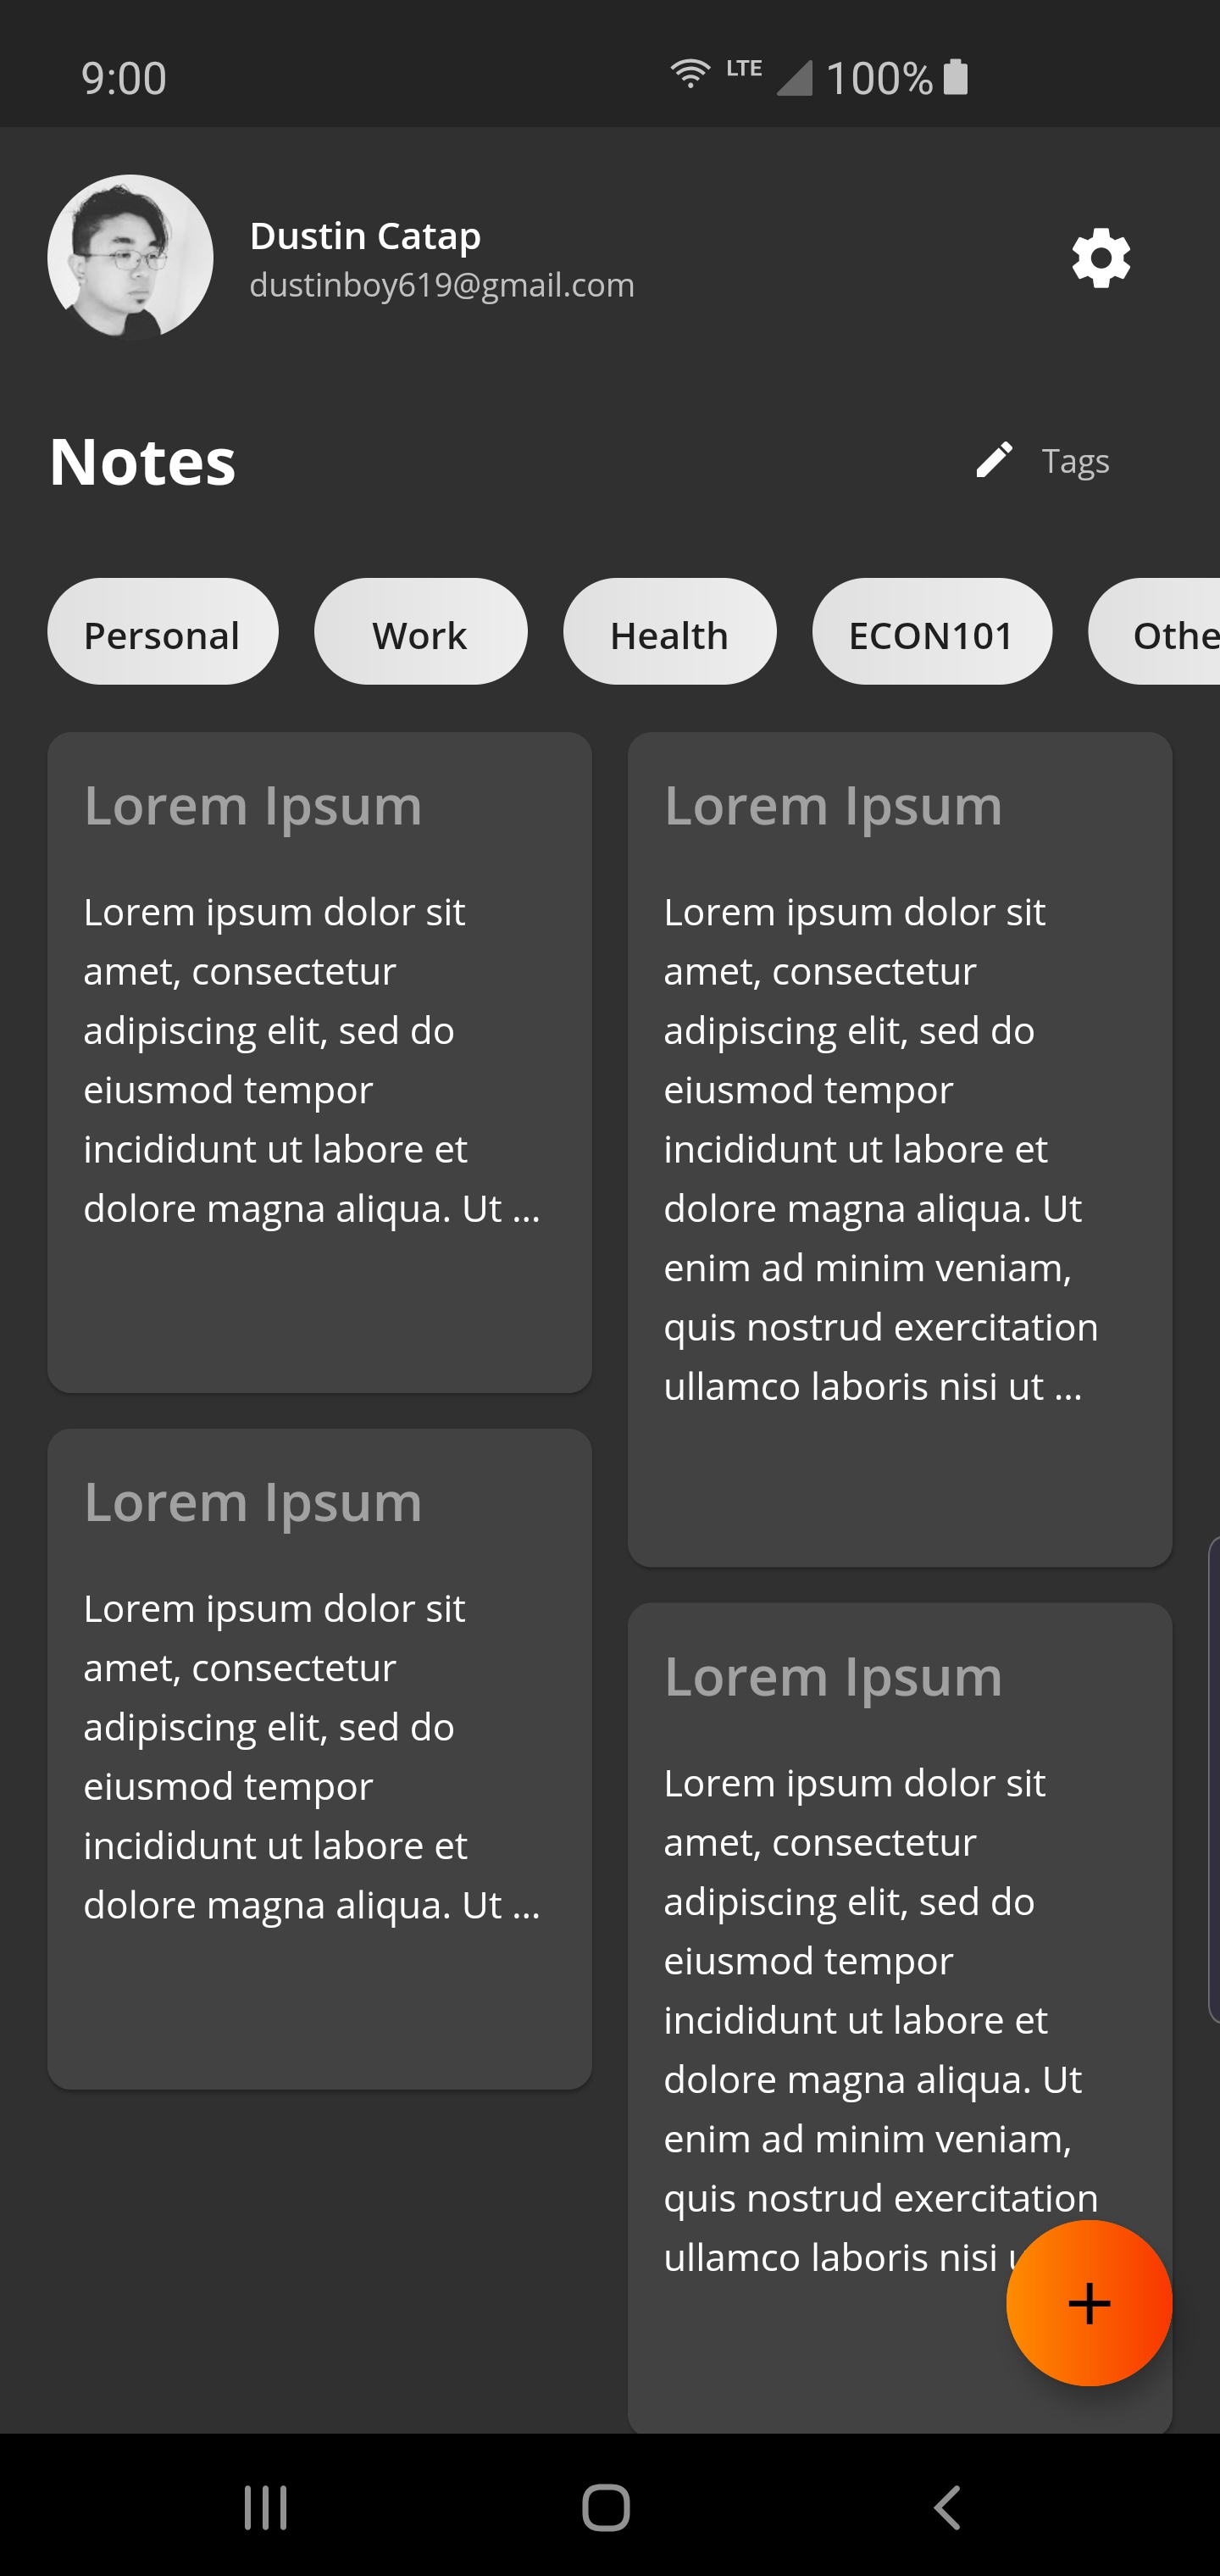 9:00 LTE 100%
Dustin Catap
dustinboy619@gmail.com
Notes
Tags
Personal Work Health ECON101 Othe
Lorem Ipsum
Lorem ipsum dolor sit
amet, consectetur
adipiscing elit, sed do
eiusmod tempor
incididunt ut labore et
dolore magna aliqua. Ut ...
Lorem Ipsum
Lorem ipsum dolor sit
amet, consectetur
adipiscing elit, sed do
eiusmod tempor
incididunt ut labore et
dolore magna aliqua. Ut
enim ad minim veniam,
quis nostrud exercitation
ullamco laboris nisi ut ...
Lorem Ipsum
Lorem ipsum dolor sit
amet, consectetur
adipiscing elit, sed do
eiusmod tempor
incididunt ut labore et
dolore magna aliqua. Ut ...
Lorem Ipsum
Lorem ipsum dolor sit
amet, consectetur
adipiscing elit, sed do
eiusmod tempor
incididunt ut labore et
dolore magna aliqua. Ut
enim ad minim veniam,
quis nostrud exercitation
ullamco laboris nisi